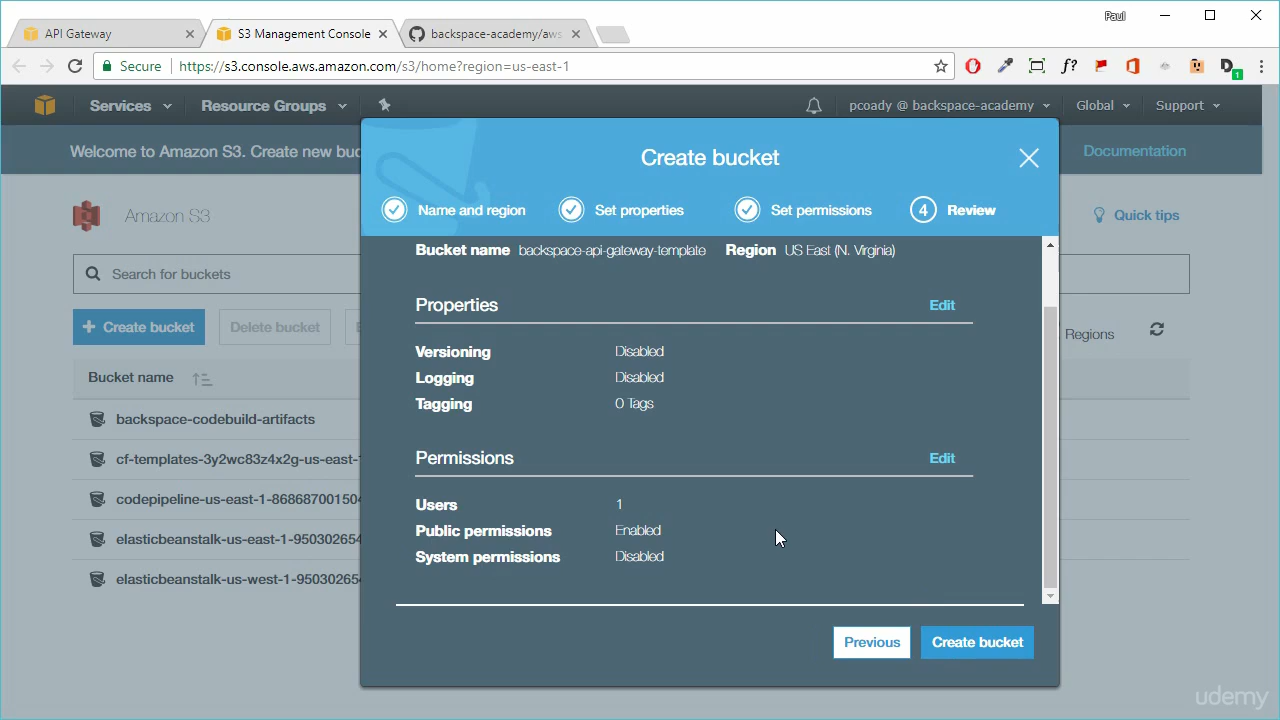 Paul
API Gateway
S3 Management Console
backspace-academy/aws
Secure
https://s3.console.aws.amazon.com/s3/home?region=us-east-1
f?
D
1
Services
Resource Groups
pcoady @ backspace-academy
Global
Support
Welcome to Amazon S3. Create new buc
Documentation
Create bucket
Name and region
Set properties
Set permissions
4 Review
Amazon S3
Quick tips
Bucket name backspace-api-gateway-template Region US East (N. Virginia)
Search for buckets
Properties Edit
+ Create bucket
Delete bucket
E
Regions
Versioning Disabled
Logging Disabled
Tagging 0 Tags
Bucket name
backspace-codebuild-artifacts
cf-templates-3y2wc83z4x2g-us-east-1
codepipeline-us-east-1-868687001504
elasticbeanstalk-us-east-1-950302654
elasticbeanstalk-us-west-1-950302654
Permissions Edit
Users 1
Public permissions Enabled
System permissions Disabled
Previous
Create bucket
udemy